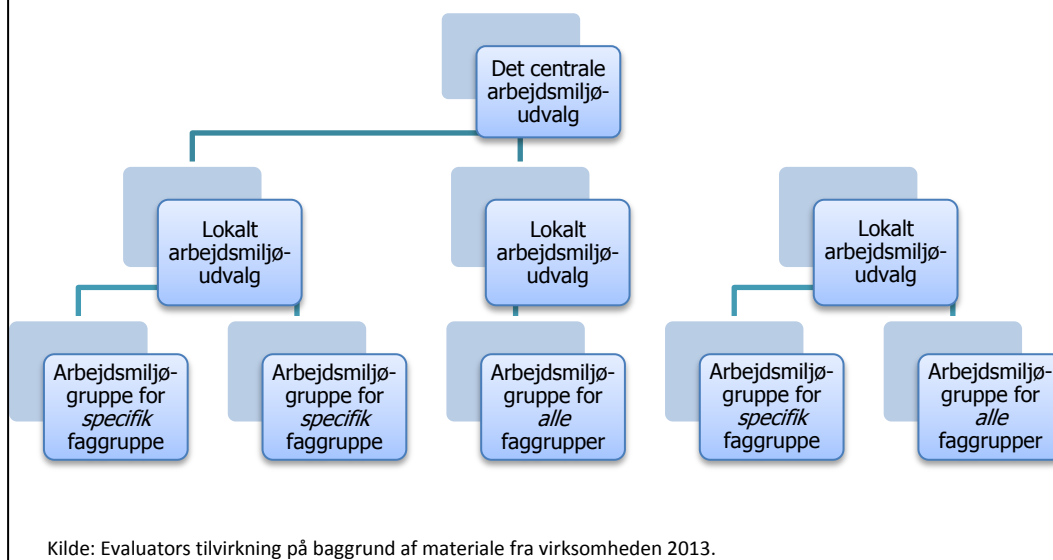 Det centrale
arbejdsmiljø-
udvalg
Lokalt
arbejdsmiljø-
udvalg
Lokalt
arbejdsmiljø-
udvalg
Lokalt
arbejdsmiljø-
udvalg
Arbejdsmiljø-
gruppe for
specifik
faggruppe
Arbejdsmiljø-
gruppe for
specifik
faggruppe
Arbejdsmiljø-
gruppe for
alle
faggrupper
Arbejdsmiljø-
gruppe for
specifik
faggruppe
Arbejdsmiljø-
gruppe for
alle
faggrupper
Kilde: Evaluators tilvirkning på baggrund af materiale fra virksomheden 2013.